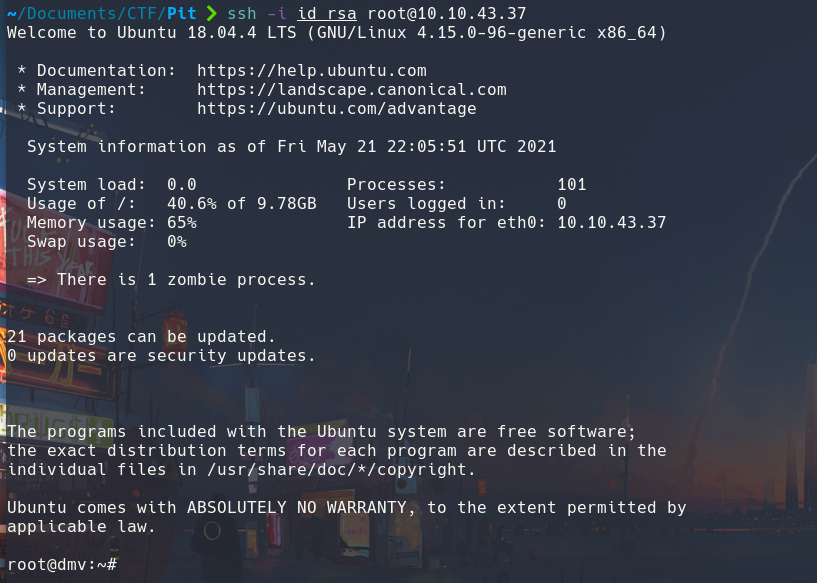 ~/Documents/CTF/Pit ❯ ssh -i id_rsa root@10.10.43.37
Welcome to Ubuntu 18.04.4 LTS (GNU/Linux 4.15.0-96-generic x86_64)
* Documentation:  https://help.ubuntu.com
* Management:     https://landscape.canonical.com
* Support:        https://ubuntu.com/advantage
System information as of Fri May 21 22:05:51 UTC 2021
System load:  0.0               Processes:           101
Usage of /:   40.6% of 9.78GB   Users logged in:     0
Memory usage: 65%               IP address for eth0: 10.10.43.37
Swap usage:   0%
=> There is 1 zombie process.
21 packages can be updated.
0 updates are security updates.
The programs included with the Ubuntu system are free software;
the exact distribution terms for each program are described in the
individual files in /usr/share/doc/*/copyright.
Ubuntu comes with ABSOLUTELY NO WARRANTY, to the extent permitted by
applicable law.
root@dmv:~#